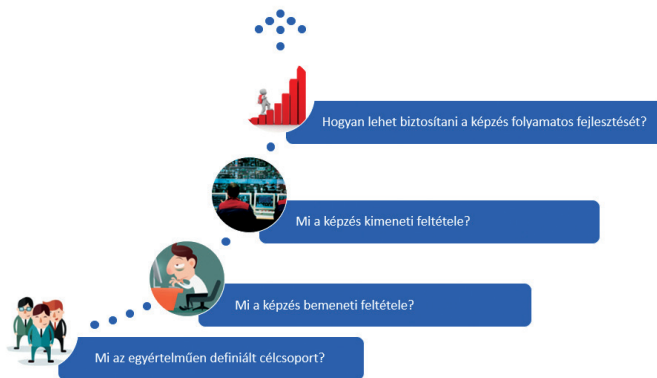 Hogyan lehet biztosítani a képzés folyamatos fejlesztését?
Mi a képzés kimeneti feltétele?
Mi a képzés bemeneti feltétele?
Mi az egyértelműen definiált célcsoport?